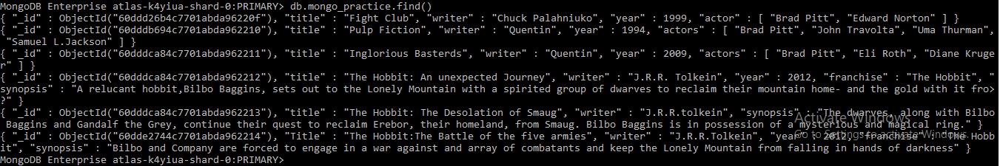 MongoDB Enterprise atlas-k4yiua-shard-0:PRIMARY> db.mongo_practice.find()
{ "_id" : ObjectId("60ddd26b4c7701abda96220f"), "title" : "Fight Club", "writer" : "Chuck Palahniuko", "year" : 1999, "actor" : [ "Brad Pitt", "Edward Norton" ] }
{ "_id" : ObjectId("60dddb694c7701abda962210"), "title" : "Pulp Fiction", "writer" : "Quentin", "year" : 1994, "actors" : [ "Brad Pitt", "John Travolta", "Uma Thurman",
"Samuel L.Jackson" ] }
{ "_id" : ObjectId("60dddca84c7701abda962211"), "title" : "Inglorious Basterds", "writer" : "Quentin", "year" : 2009, "actors" : [ "Brad Pitt", "Eli Roth", "Diane Kruge
r" ] }
{ "_id" : ObjectId("60dddca84c7701abda962212"), "title" : "The Hobbit: An unexpected Journey", "writer" : "J.R.R. Tolkein", "year" : 2012, "franchise" : "The Hobbit", "
synopsis" : "A relucant hobbit,Bilbo Baggins, sets out to the Lonely Mountain with a spirited group of dwarves to reclaim their mountain home- and the gold with it fro>
?" }
{ "_id" : ObjectId("60dddca84c7701abda962213"), "title" : "The Hobbit: The Desolation of Smaug", "writer" : "J.R.R.tolkein", "synopsis" : "The dwarves, along with Bilbo
Baggins and Gandalf the Grey, continue their quest to reclaim Erebor, their homeland, from Smaug. Bilbo Baggins is in possession of a mysterious and magical ring." }
{ "_id" : ObjectId("60dde2744c7701abda962214"), "Title" : "The Hobbit:The Battle of the five armies", "writer" : "J.R.R.Tolkein", "year" : 2012, "franchise" : "The Hobb
it", "synopsis" : "Bilbo and Company are forced to engage in a war against and array of combatants and keep the Lonely Mountain from falling in hands of darkness" }
MongoDB Enterprise atlas-k4yiua-shard-0:PRIMARY>
Activate Windows
Go to Settings to activate Windows.